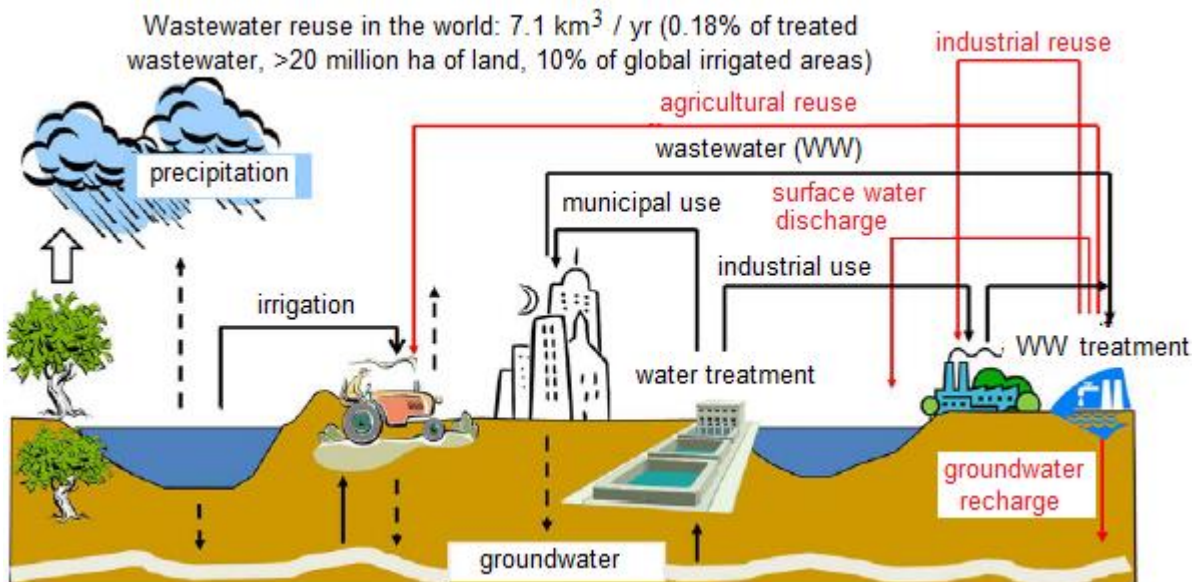 Wastewater reuse in the world: 7.1 km³ / yr (0.18% of treated
wastewater, >20 million ha of land, 10% of global irrigated areas)
industrial reuse
agricultural reuse
wastewater (WW)
precipitation
surface water
discharge
municipal use
industrial use
irrigation
WW treatment
water treatment
groundwater
recharge
groundwater